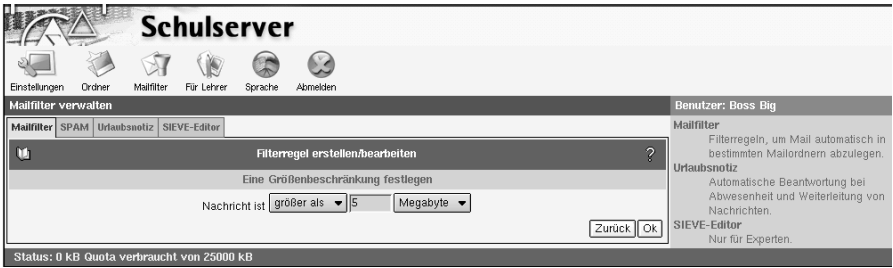 Schulserver
Einstellungen Ordner Mailfilter Für Lehrer Sprache Abmelden
Mailfilter verwalten
Benutzer: Boss Big
Mailfilter SPAM Urlaubsnotiz SIEVE-Editor
Filterregel erstellen/bearbeiten ?
Eine Größenbeschränkung festlegen
Nachricht ist größer als 5 Megabyte
Zurück Ok
Mailfilter
Filterregeln, um Mail automatisch in
bestimmten Mailordnern abzulegen.
Urlaubsnotiz
Automatische Beantwortung bei
Abwesenheit und Weiterleitung von
Nachrichten.
SIEVE-Editor
Nur für Experten.
Status: 0 kB Quota verbraucht von 25000 kB